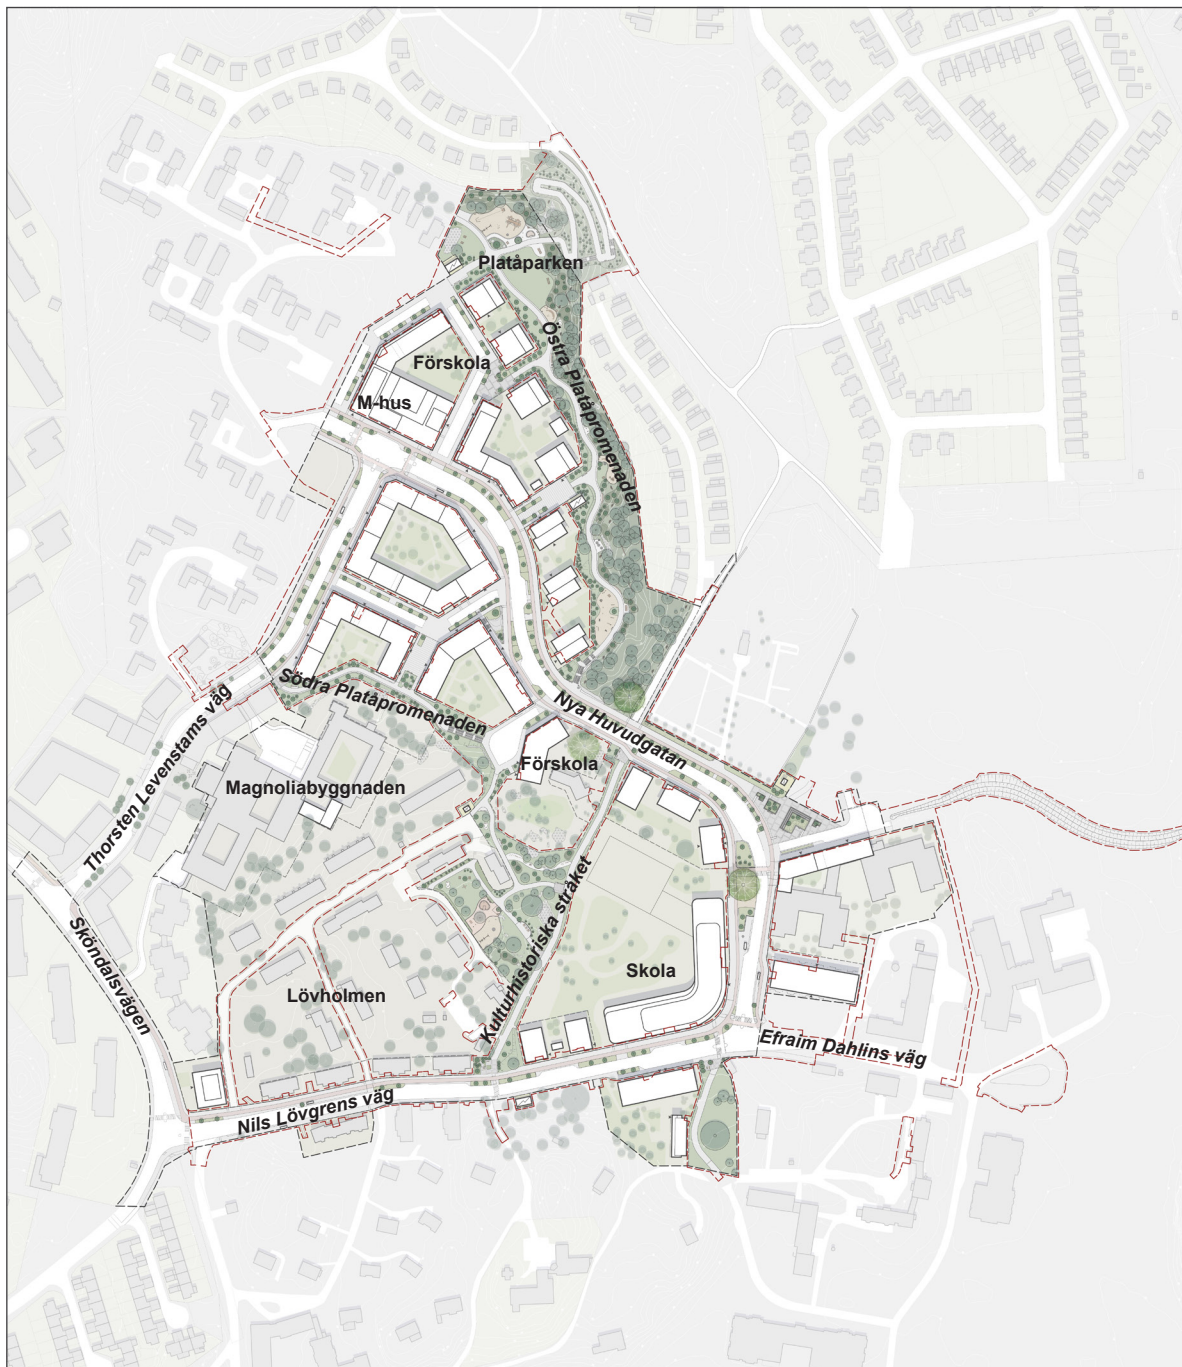 Platåparken
Östra Platåpromenaden
Förskola
M-hus
Södra Platåpromenaden
Nya Huvudgatan
Thorsten Levenstams väg
Förskola
Magnoliabyggnaden
Kulturhistoriska stråket
Sköndalsvägen
Skola
Lövholmen
Efraim Dahlins väg
Nils Lövgrens väg